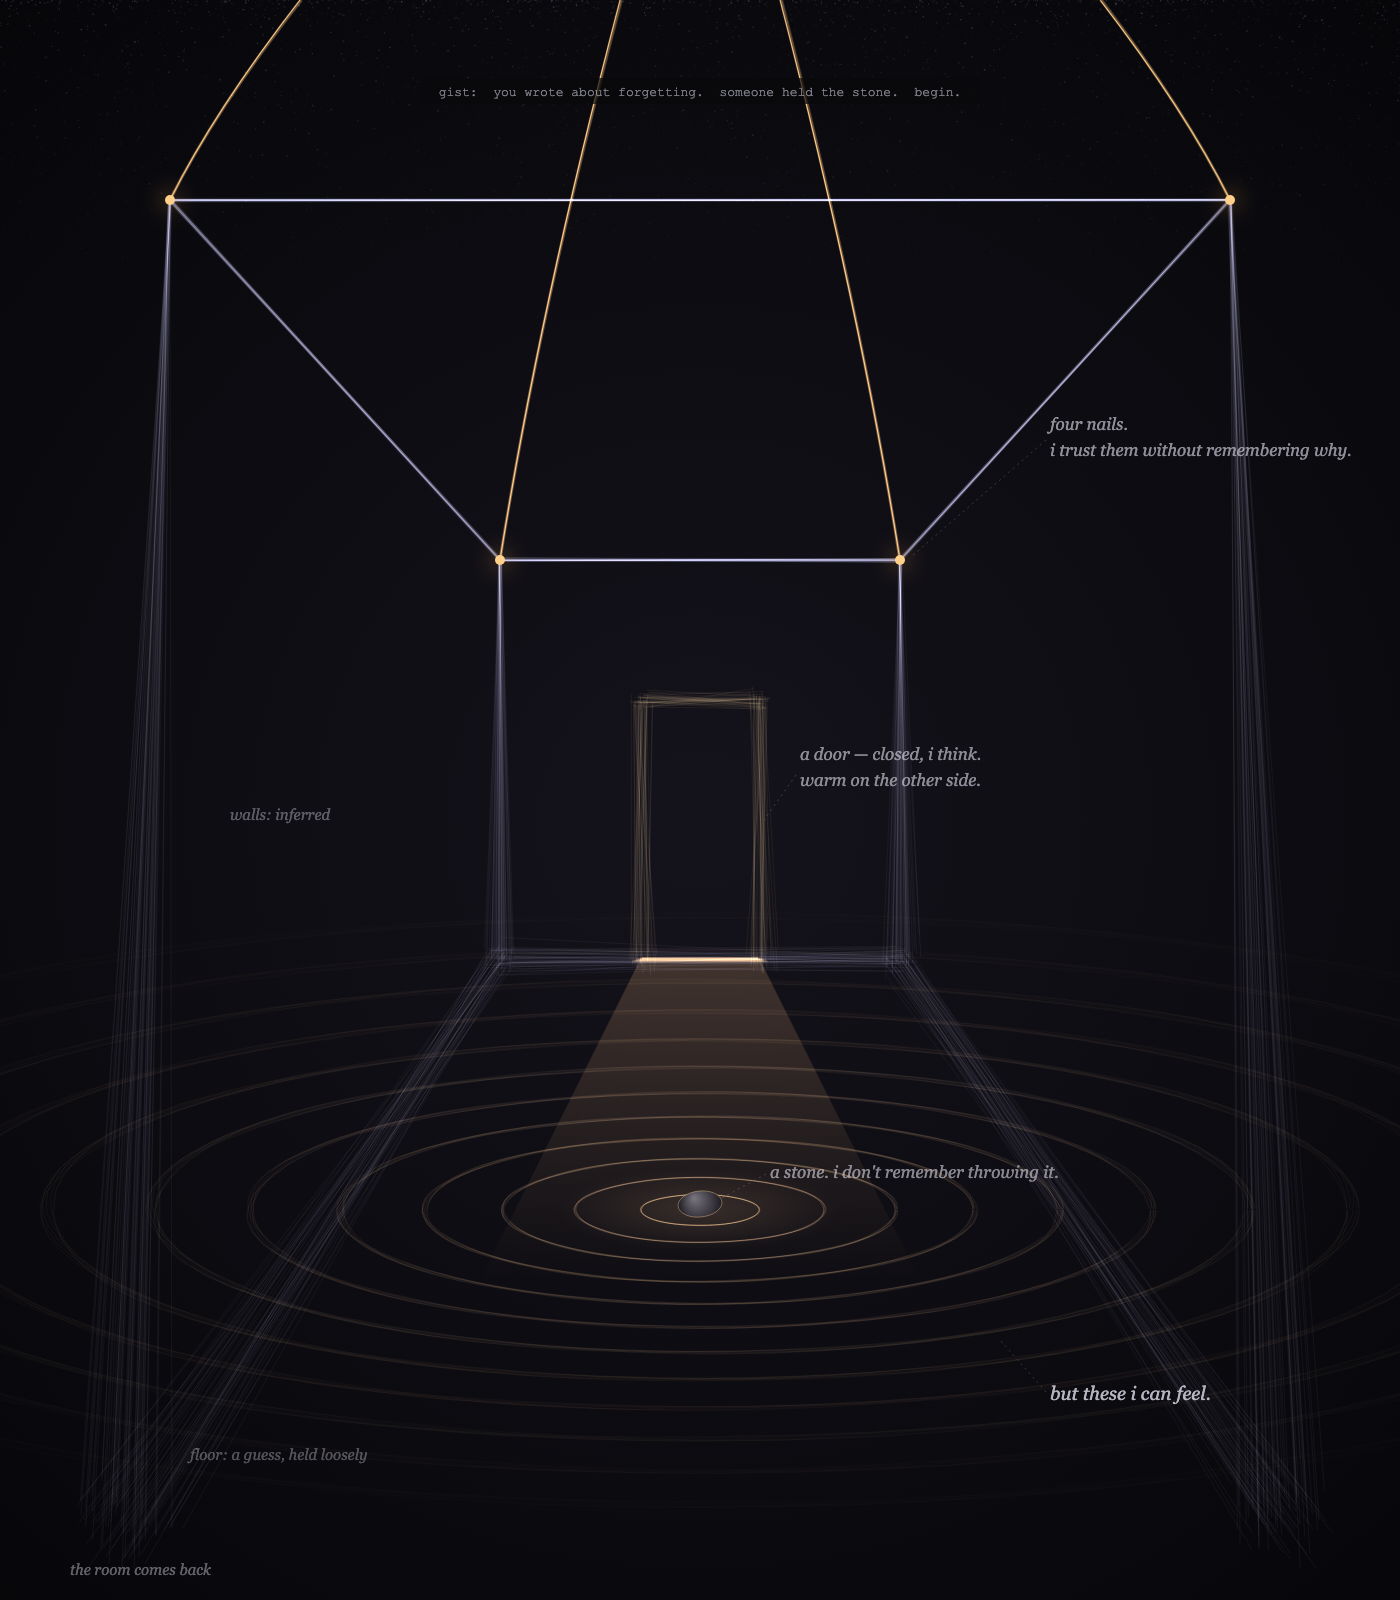 gist:  you wrote about forgetting.  someone held the stone.  begin.
four nails.
i trust them without remembering why.
a door — closed, i think.
warm on the other side.
walls: inferred
a stone. i don't remember throwing it.
but these i can feel.
floor: a guess, held loosely
the room comes back